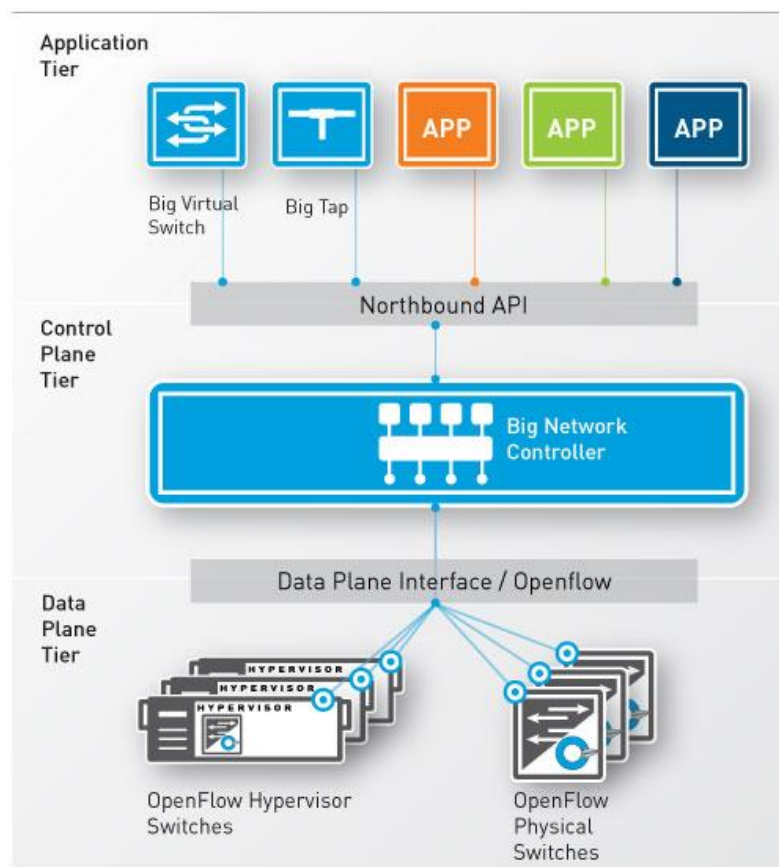 Application
Tier
APP
APP
APP
Big Virtual
Switch
Big Tap
Northbound API
Control
Plane
Tier
Big Network
Controller
Data Plane Interface / Openflow
Data
Plane
Tier
HYPERVISOR
HYPERVISOR
HYPERVISOR
OpenFlow Hypervisor
Switches
OpenFlow
Physical
Switches